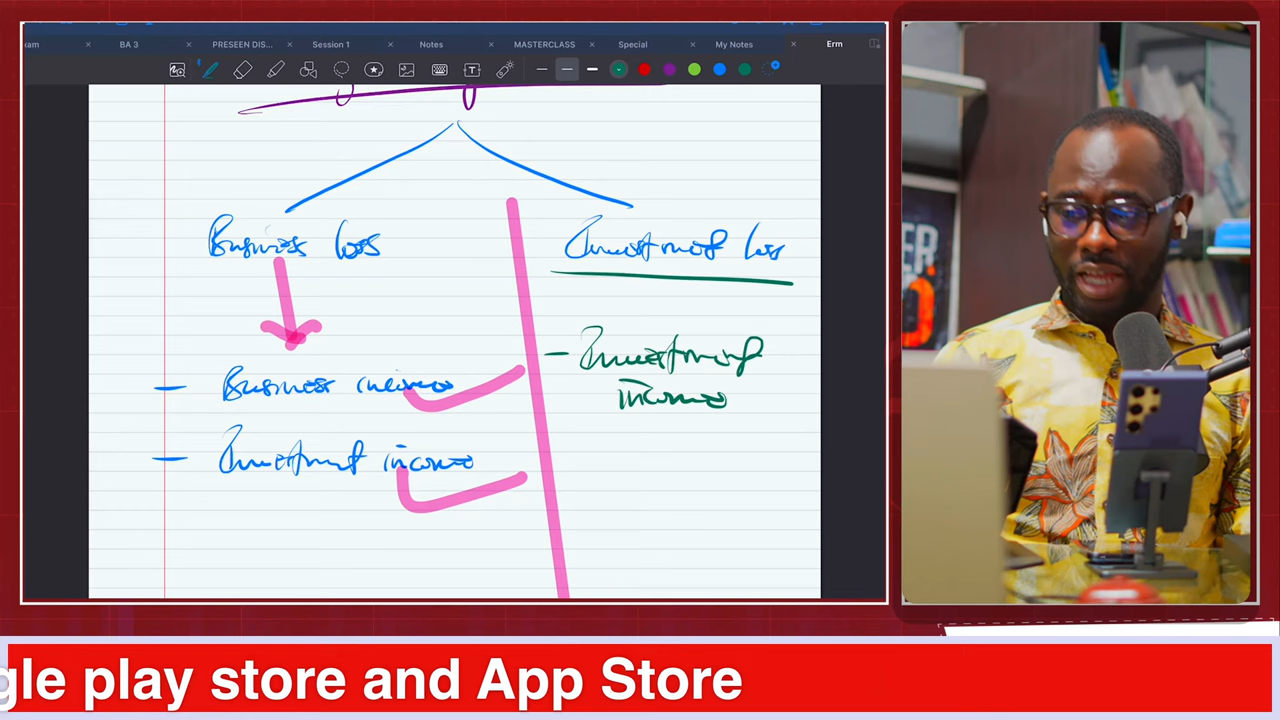 am
BA 3
PRESEEN DIS...
Session 1
Notes
MASTERCLASS
Special
My Notes
Erm
Business loss
Investment loss
- Business income
- Investment income
- Investment
income
gle play store and App Store